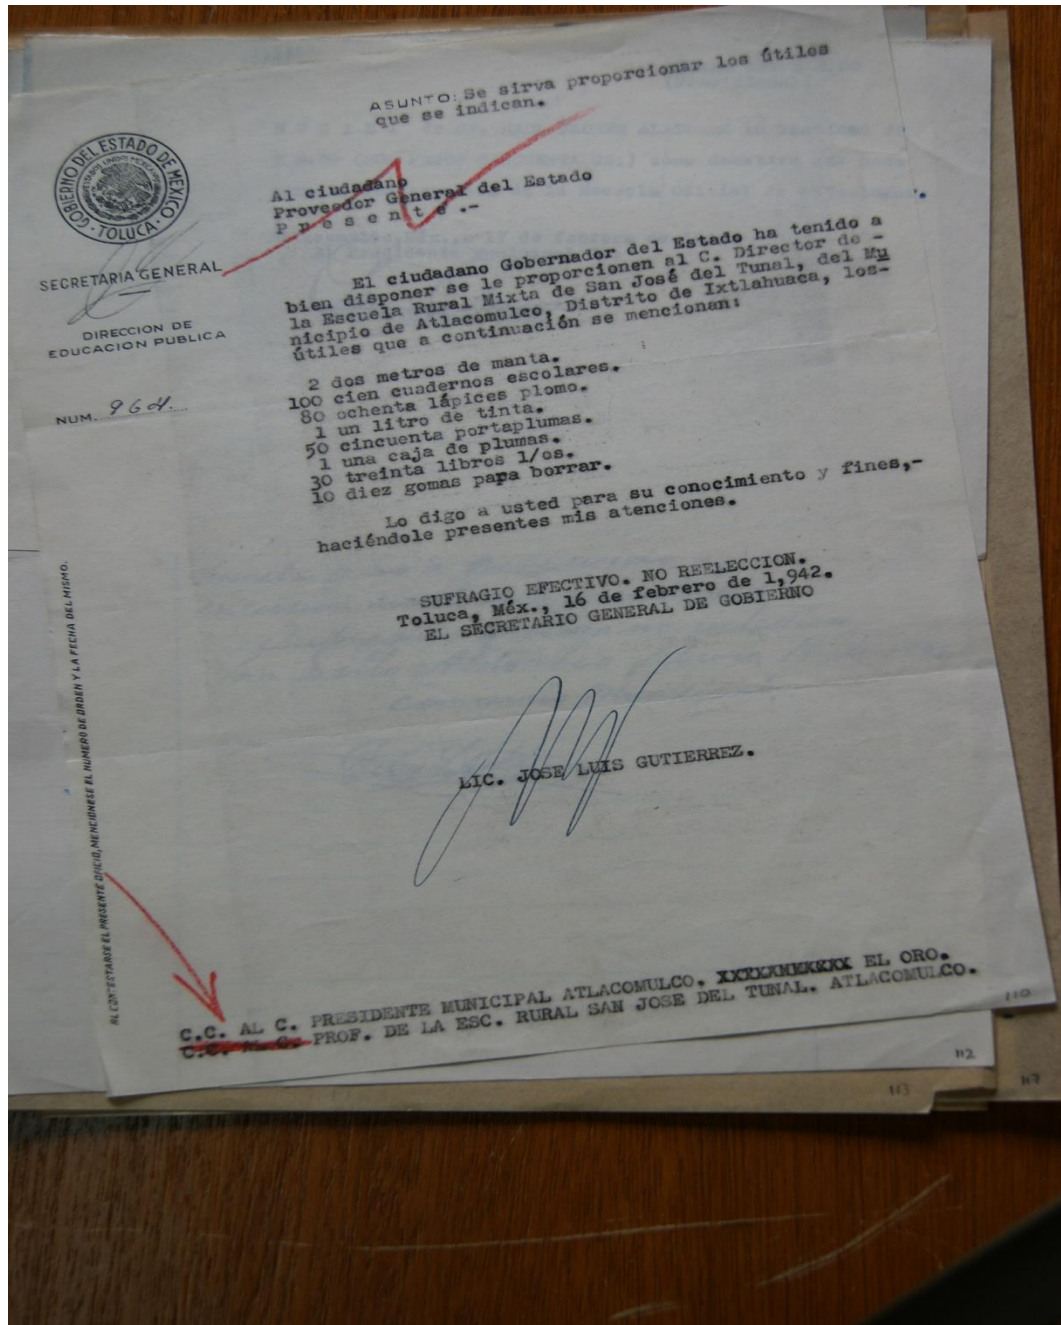 ASUNTO: Se sirva proporcionar los útiles
que se indican.
GOBIERNO DEL ESTADO DE MEXICO
ESTADOS UNIDOS MEXICANOS
· TOLUCA ·
SECRETARIA GENERAL
DIRECCION DE
EDUCACION PUBLICA
NUM. 964.
Al ciudadano
Proveedor General del Estado
P r e s e n t e .-
El ciudadano Gobernador del Estado ha tenido a
bien disponer se le proporcionen al C. Director de -
la Escuela Rural Mixta de San José del Tunal, del Mu
nicipio de Atlacomulco, Distrito de Ixtlahuaca, los-
útiles que a continuación se mencionan:
2 dos metros de manta.
100 cien cuadernos escolares.
80 ochenta lápices plomo.
1 un litro de tinta.
50 cincuenta portaplumas.
1 una caja de plumas.
30 treinta libros 1/os.
10 diez gomas papa borrar.
Lo digo a usted para su conocimiento y fines,-
haciéndole presentes mis atenciones.
SUFRAGIO EFECTIVO. NO REELECCION.
Toluca, Méx., 16 de febrero de 1,942.
EL SECRETARIO GENERAL DE GOBIERNO
LIC. JOSE LUIS GUTIERREZ.
AL CONTESTARSE EL PRESENTE OFICIO, MENCIONESE EL NUMERO DE ORDEN Y LA FECHA DEL MISMO.
C.C. AL C. PRESIDENTE MUNICIPAL ATLACOMULCO. EL ORO.
C.C. AL C. PROF. DE LA ESC. RURAL SAN JOSE DEL TUNAL. ATLACOMULCO.
110
112
113
117